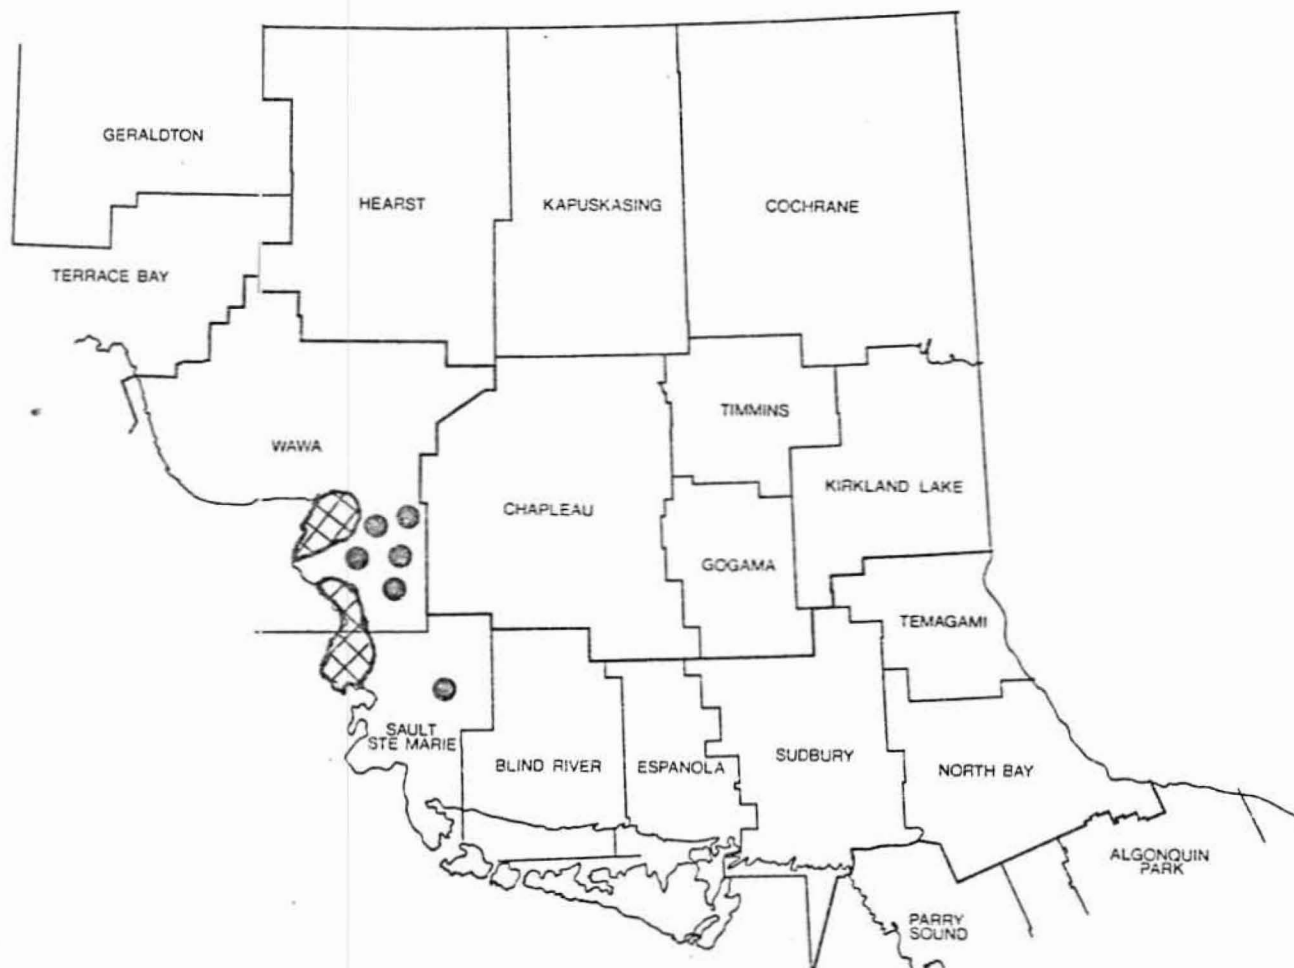 GERALDTON
HEARST
KAPUSKASING
COCHRANE
TERRACE BAY
WAWA
TIMMINS
CHAPLEAU
KIRKLAND LAKE
GOGAMA
TEMAGAMI
SAULT
STE MARIE
BLIND RIVER
ESPANOLA
SUDBURY
NORTH BAY
ALGONQUIN
PARK
PARRY
SOUND